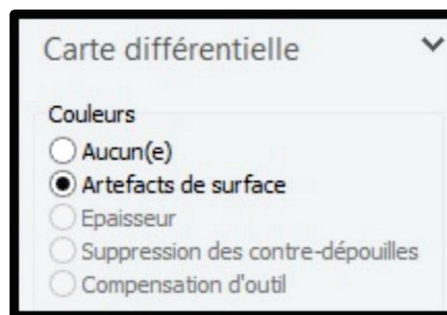 Carte différentielle
Couleurs
Aucun(e)
Artefacts de surface
Epaisseur
Suppression des contre-dépouilles
Compensation d'outil